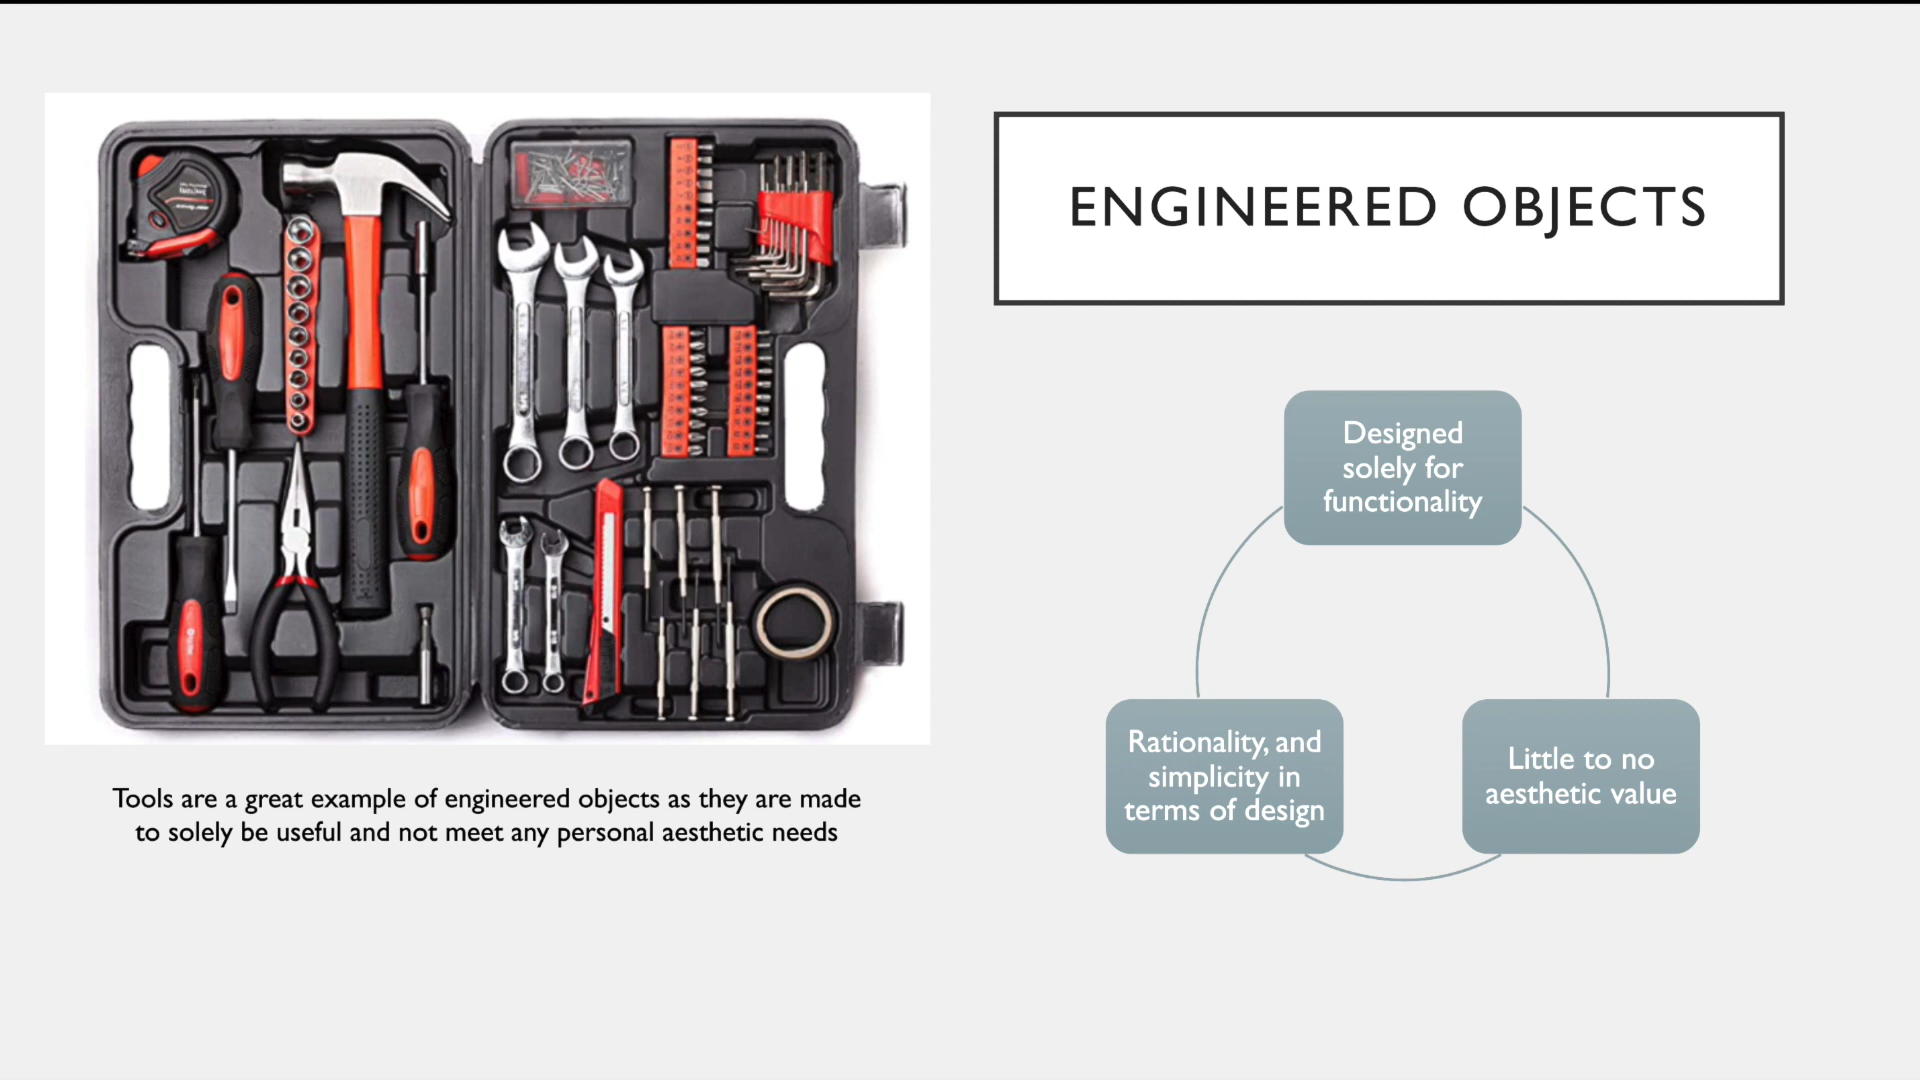 ENGINEERED OBJECTS
Designed
solely for
functionality
Rationality, and
simplicity in
terms of design
Little to no
aesthetic value
Tools are a great example of engineered objects as they are made
to solely be useful and not meet any personal aesthetic needs